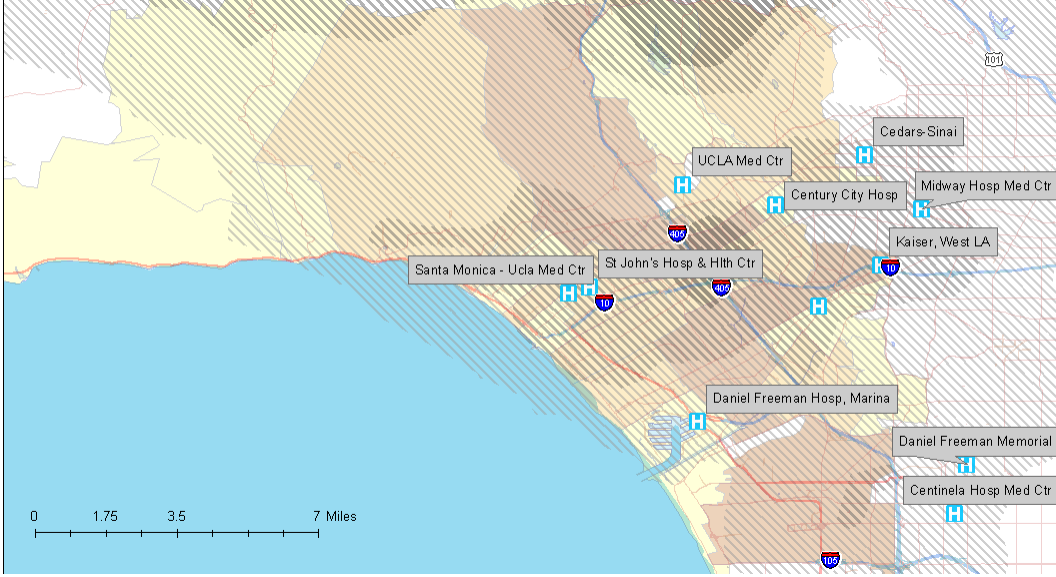 101
Cedars-Sinai
UCLA Med Ctr
Midway Hosp Med Ctr
Century City Hosp
405
Kaiser, West LA
St John's Hosp & Hlth Ctr
Santa Monica - Ucla Med Ctr
10
405
10
Daniel Freeman Hosp, Marina
Daniel Freeman Memorial
Centinela Hosp Med Ctr
0 1.75 3.5 7 Miles
105
H
H
H
H
H
H
H
H
H
H
H